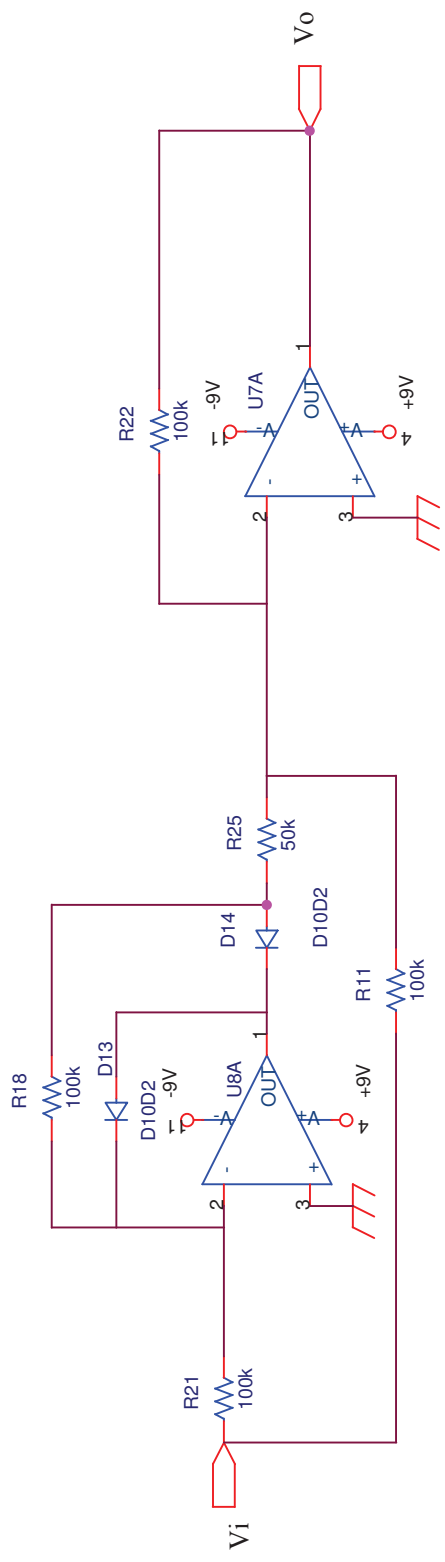 Vi
R21
100k
R18
100k
D13
D10D2
-9V
11
V-
U8A
2
-
1
OUT
3
+
V+
4
+9V
D14
D10D2
R25
50k
R11
100k
R22
100k
-9V
11
V-
U7A
2
-
1
OUT
3
+
V+
4
+9V
Vo